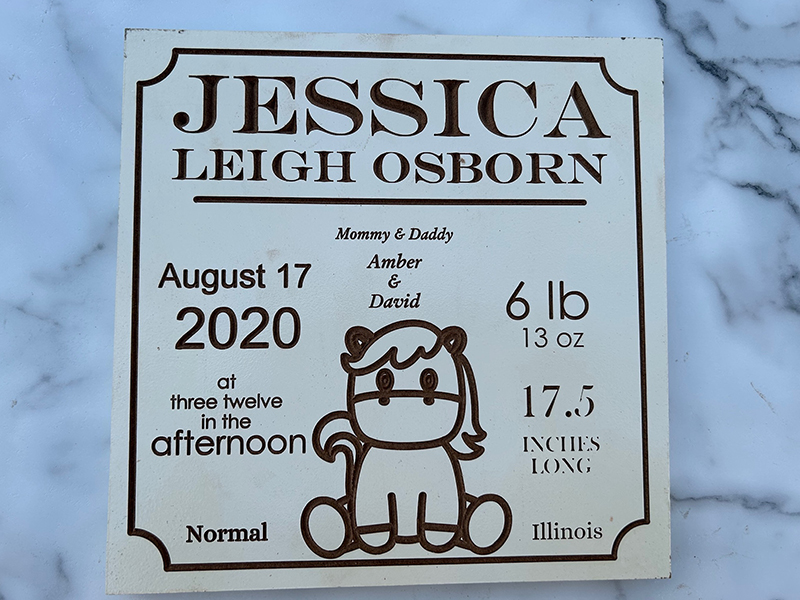 JESSICA
LEIGH OSBORN
Mommy & Daddy
Amber
&
David
August 17
2020
at
three twelve
in the
afternoon
6 lb
13 oz
17.5
INCHES
LONG
Normal
Illinois